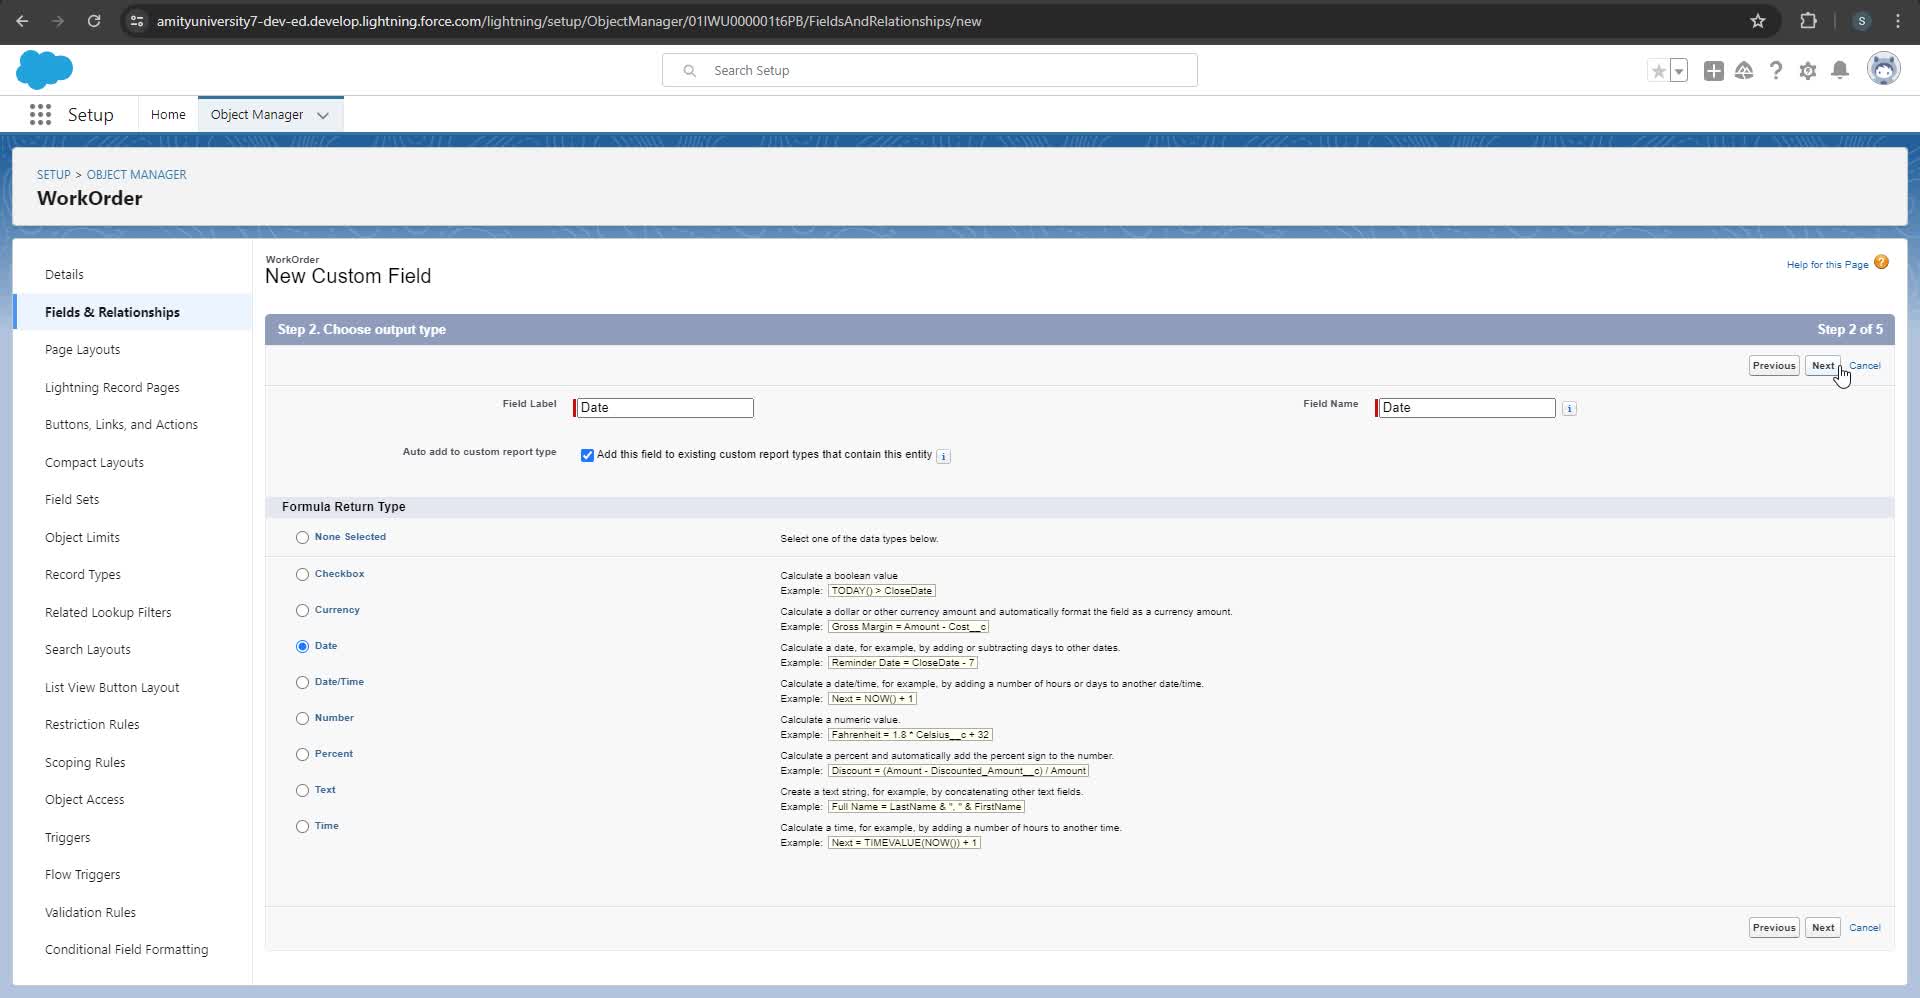 amityuniversity7-dev-ed.develop.lightning.force.com/lightning/setup/ObjectManager/01IWU000001t6PB/FieldsAndRelationships/new
S
Search Setup
Setup
Home
Object Manager
SETUP > OBJECT MANAGER
WorkOrder
Details
Fields & Relationships
Page Layouts
Lightning Record Pages
Buttons, Links, and Actions
Compact Layouts
Field Sets
Object Limits
Record Types
Related Lookup Filters
Search Layouts
List View Button Layout
Restriction Rules
Scoping Rules
Object Access
Triggers
Flow Triggers
Validation Rules
Conditional Field Formatting
WorkOrder
New Custom Field
Help for this Page ?
Step 2. Choose output type
Step 2 of 5
Previous Next Cancel
Field Label Date
Field Name Date i
Auto add to custom report type Add this field to existing custom report types that contain this entity i
Formula Return Type
None Selected
Select one of the data types below.
Checkbox
Calculate a boolean value
Example: TODAY() > CloseDate
Currency
Calculate a dollar or other currency amount and automatically format the field as a currency amount.
Example: Gross Margin = Amount - Cost__c
Date
Calculate a date, for example, by adding or subtracting days to other dates.
Example: Reminder Date = CloseDate - 7
Date/Time
Calculate a date/time, for example, by adding a number of hours or days to another date/time.
Example: Next = NOW() + 1
Number
Calculate a numeric value.
Example: Fahrenheit = 1.8 * Celsius__c + 32
Percent
Calculate a percent and automatically add the percent sign to the number.
Example: Discount = (Amount - Discounted_Amount__c) / Amount
Text
Create a text string, for example, by concatenating other text fields.
Example: Full Name = LastName & ", " & FirstName
Time
Calculate a time, for example, by adding a number of hours to another time.
Example: Next = TIMEVALUE(NOW()) + 1
Previous Next Cancel